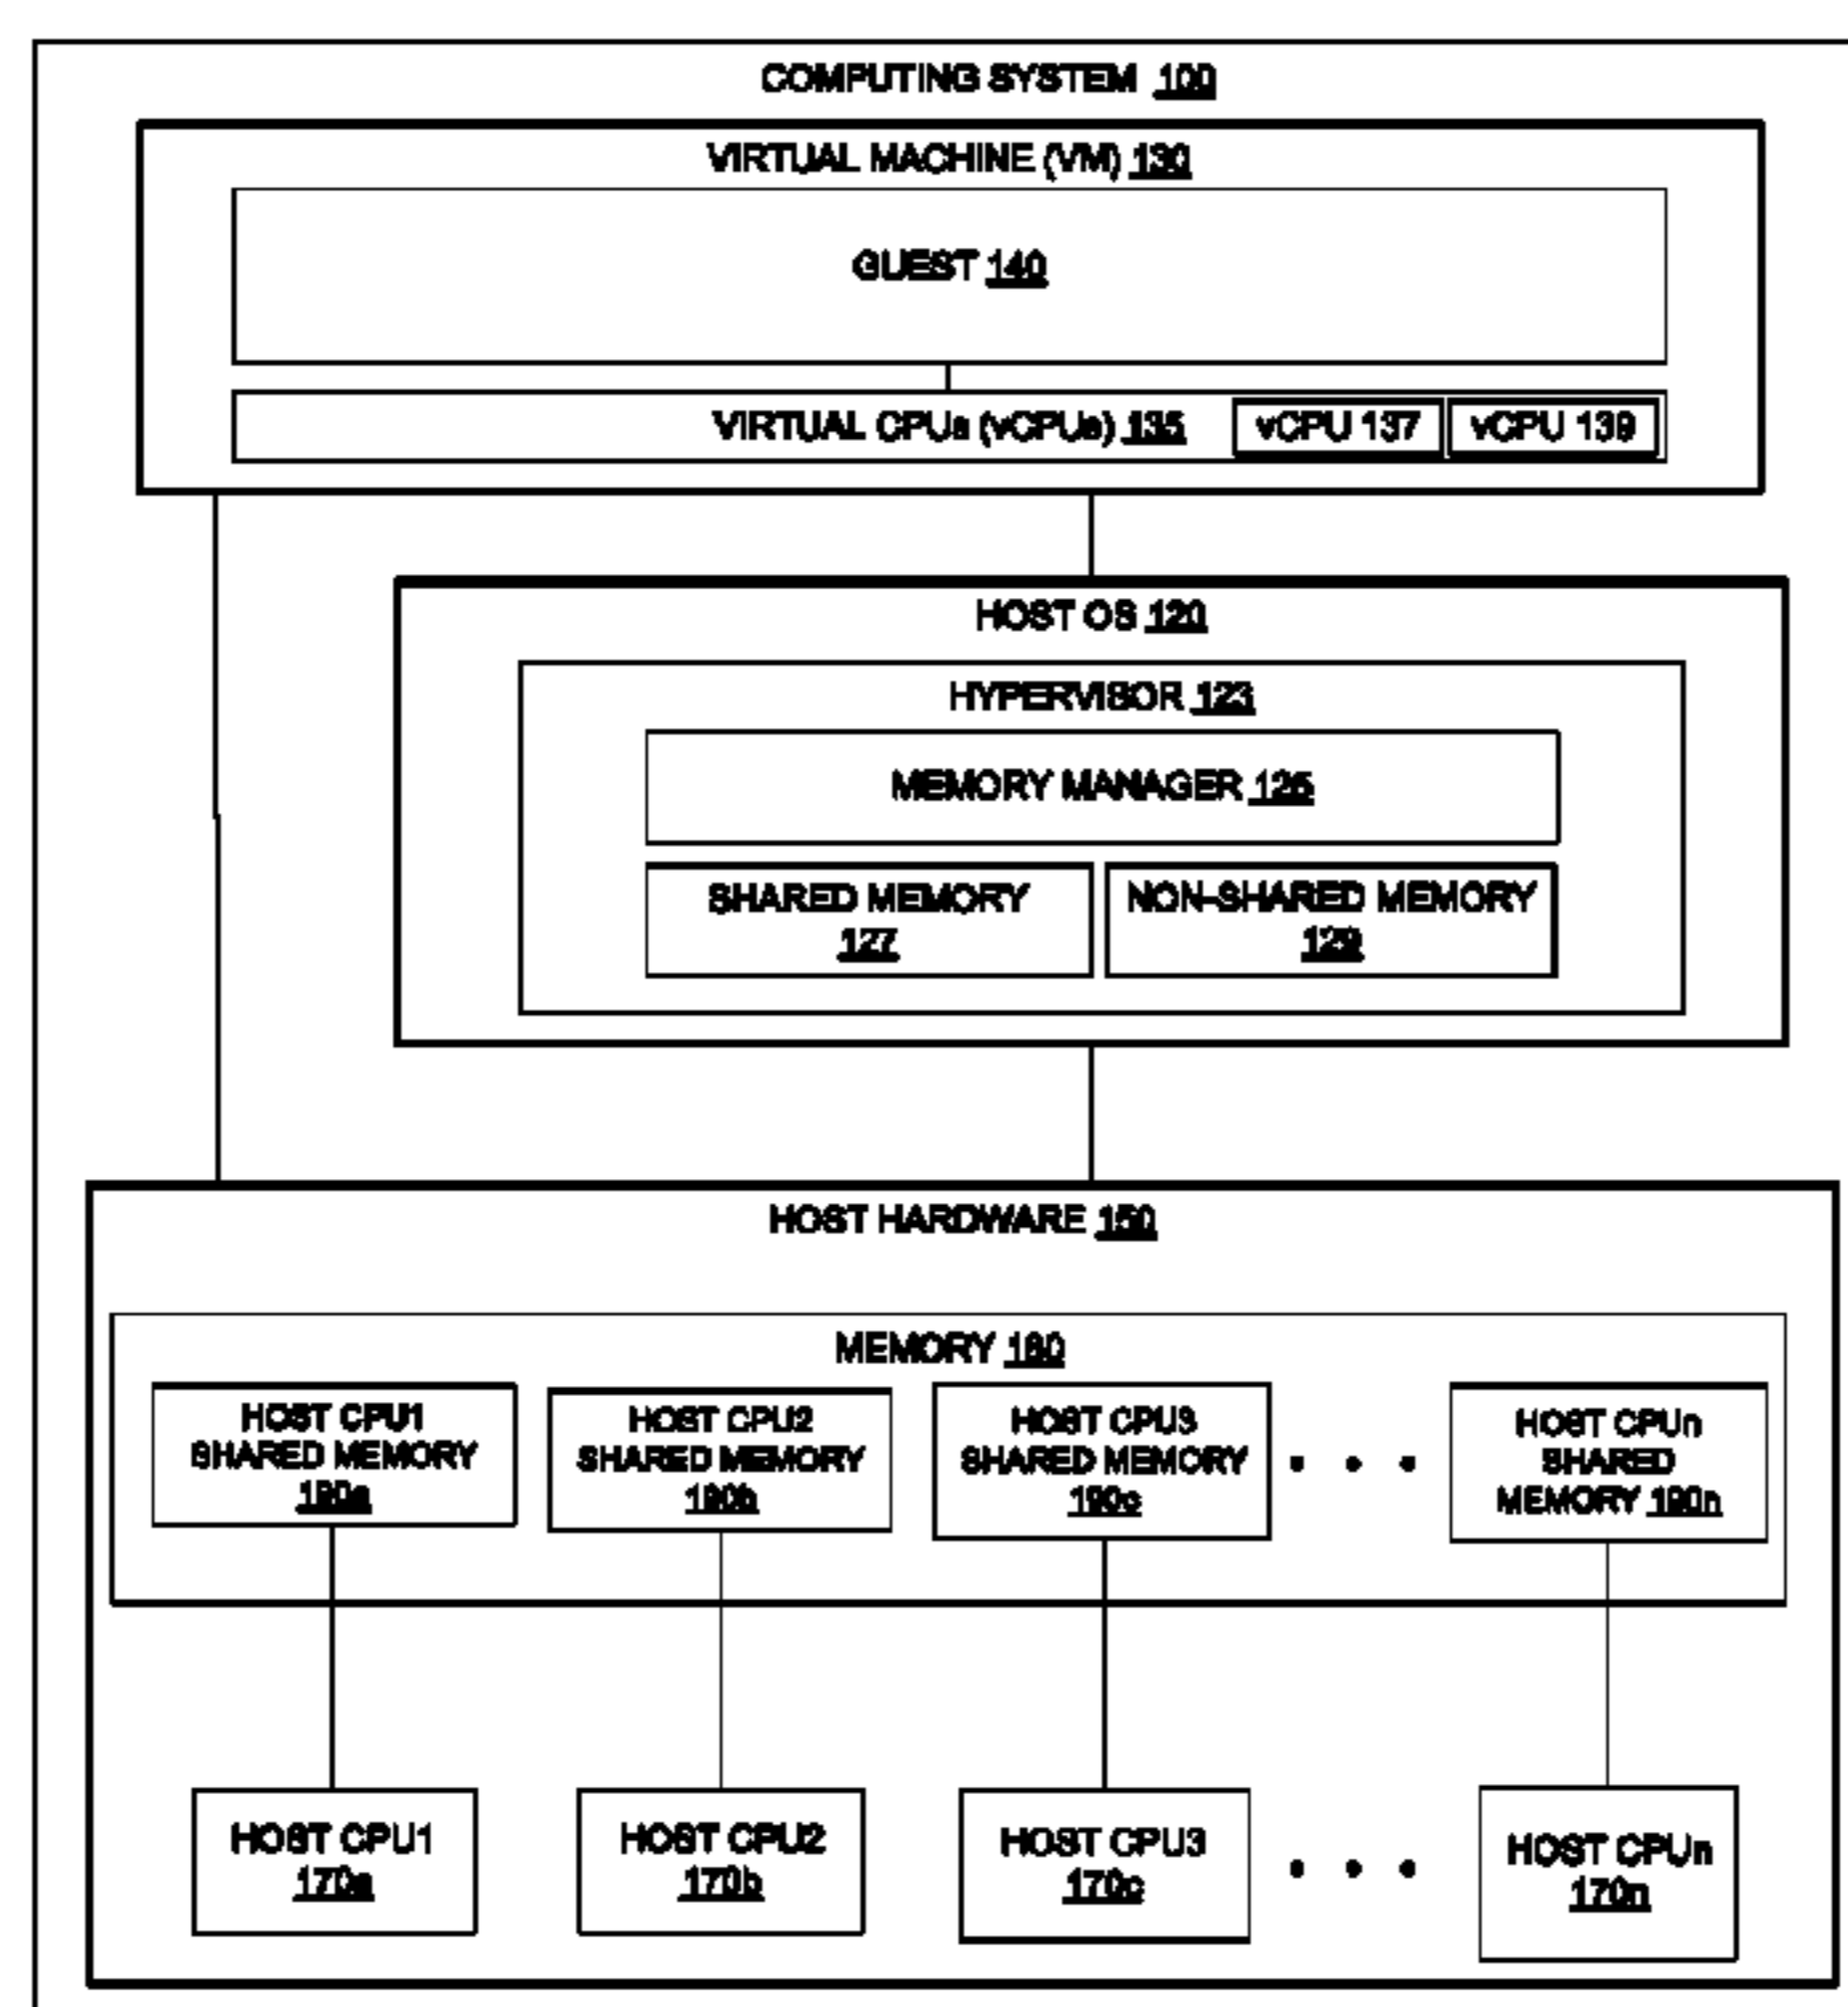 COMPUTING SYSTEM 100
VIRTUAL MACHINE (VM) 130
GUEST 140
VIRTUAL CPUs (vCPUs) 135
vCPU 137
vCPU 139
HOST OS 120
HYPERVISOR 123
MEMORY MANAGER 125
SHARED MEMORY
127
NON-SHARED MEMORY
129
HOST HARDWARE 150
MEMORY
HOST CPU1
SHARED MEMORY
190a
HOST CPU2
SHARED MEMORY
190b
HOST CPU3
SHARED MEMORY
190c
HOST CPUn
SHARED
MEMORY 190n
HOST CPU1
170a
HOST CPU2
170b
HOST CPU3
170c
HOST CPUn
170n